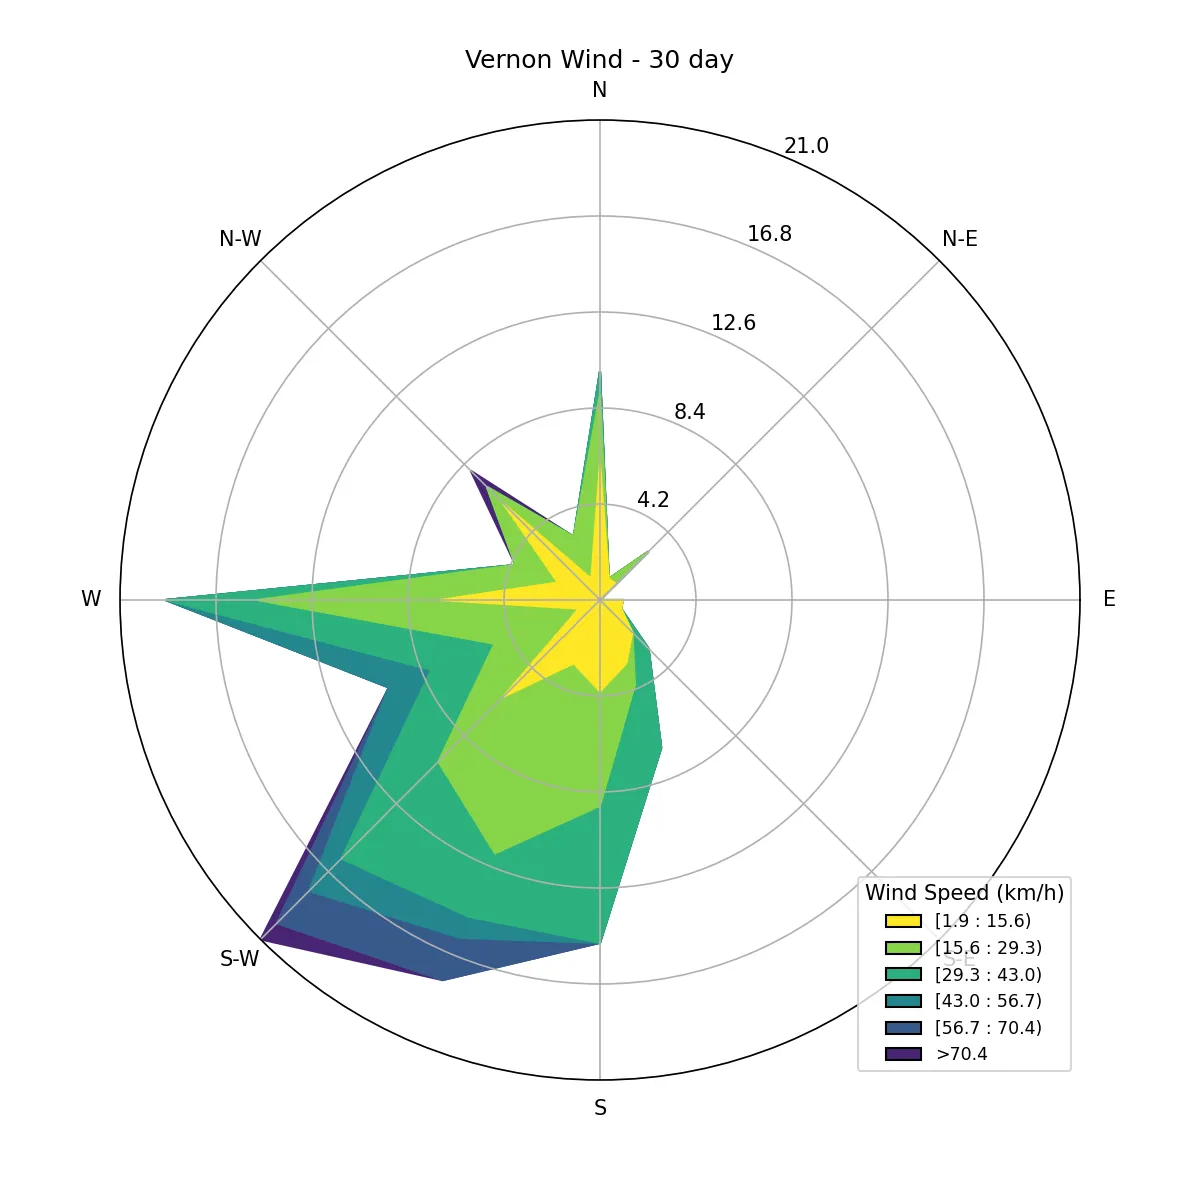 Vernon Wind - 30 day
N
21.0
16.8
N-W
N-E
12.6
8.4
4.2
W
E
Wind Speed (km/h)
[1.9 : 15.6)
[15.6 : 29.3)
S-W
S-E
[29.3 : 43.0)
[43.0 : 56.7)
[56.7 : 70.4)
>70.4
S